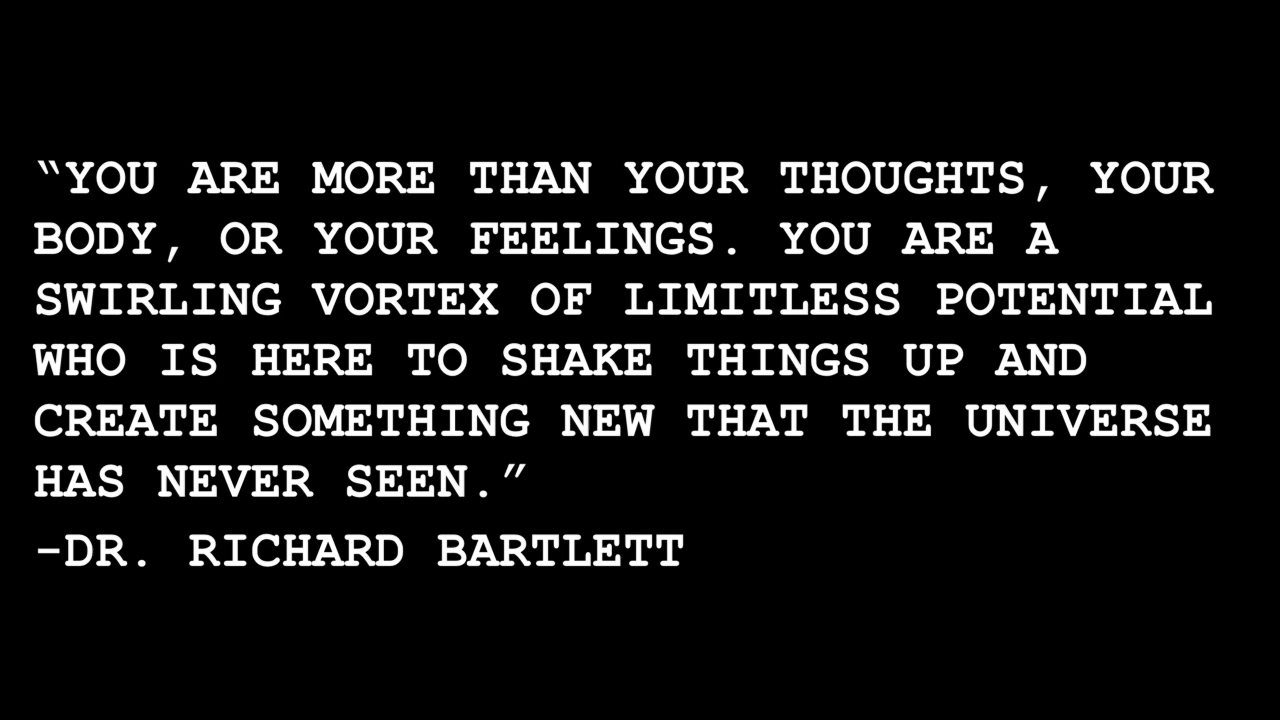 “YOU ARE MORE THAN YOUR THOUGHTS, YOUR
BODY, OR YOUR FEELINGS. YOU ARE A
SWIRLING VORTEX OF LIMITLESS POTENTIAL
WHO IS HERE TO SHAKE THINGS UP AND
CREATE SOMETHING NEW THAT THE UNIVERSE
HAS NEVER SEEN.”
-DR. RICHARD BARTLETT